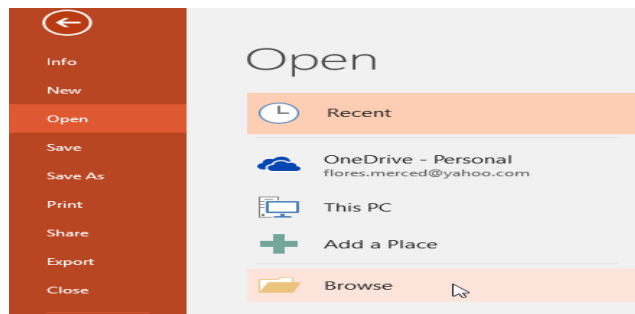 Info
New
Open
Save
Save As
Print
Share
Export
Close
Open
Recent
OneDrive - Personal
flores.merced@yahoo.com
This PC
Add a Place
Browse